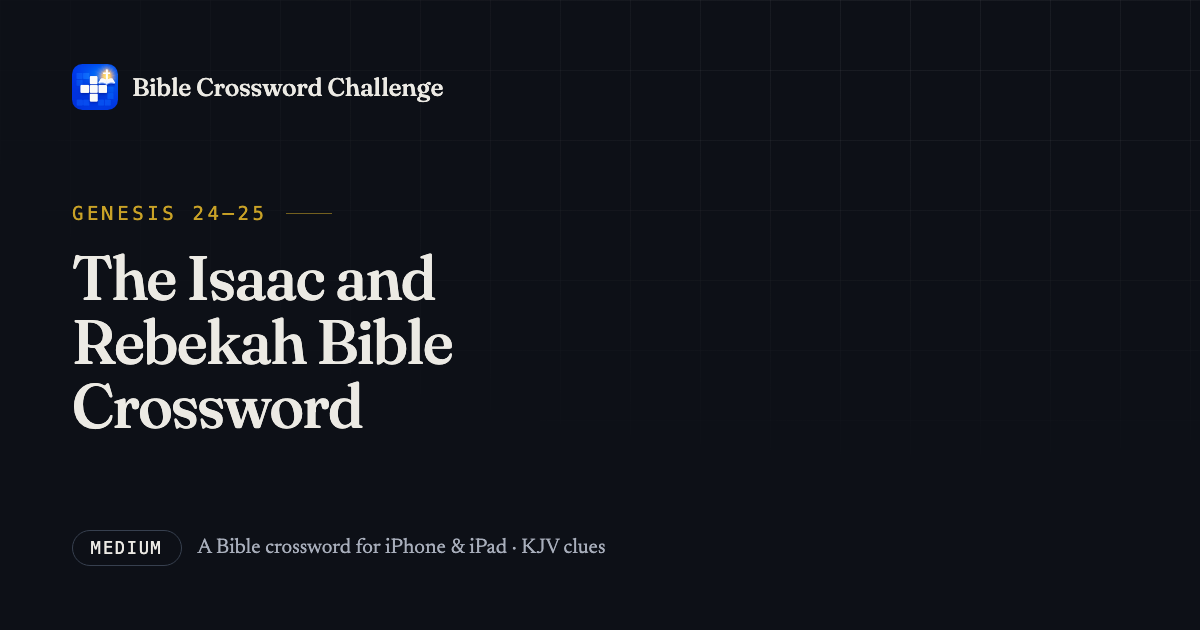 Bible Crossword Challenge
GENESIS 24–25
The Isaac and
Rebekah Bible
Crossword
MEDIUM
A Bible crossword for iPhone & iPad · KJV clues